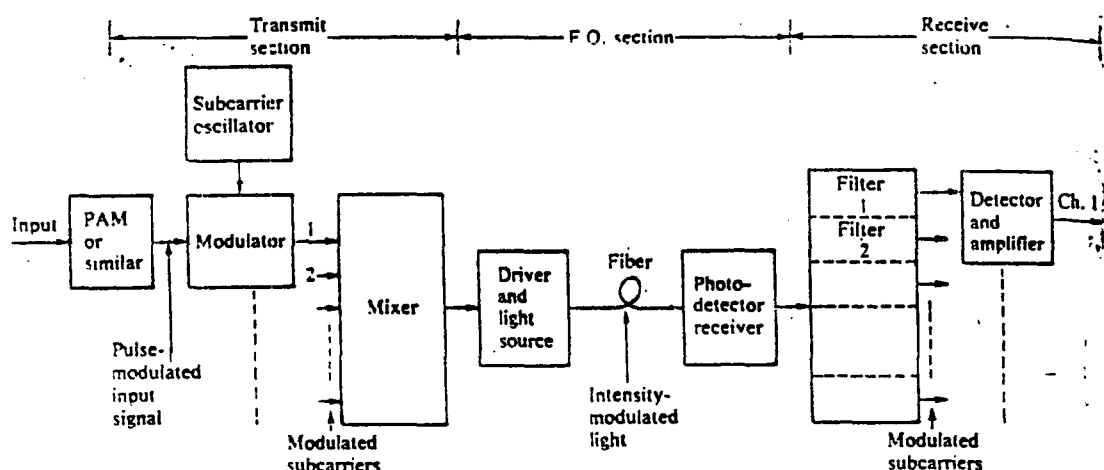 Transmit
section
F.O. section
Receive
section
Subcarrier
oscillator
Input
PAM
or
similar
Modulator
1
2
Mixer
Driver
and
light
source
Fiber
Photo-
detector
receiver
Filter
1
Filter
2
Detector
and
amplifier
Ch. 1
Pulse-
modulated
input
signal
Modulated
subcarriers
Intensity-
modulated
light
Modulated
subcarriers